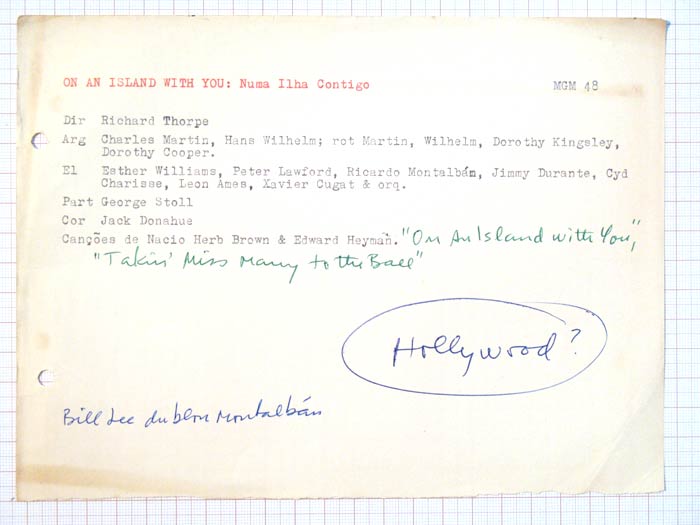 ON AN ISLAND WITH YOU: Numa Ilha Contigo MGM 48
Dir Richard Thorpe
Arg Charles Martin, Hans Wilhelm; rot Martin, Wilhelm, Dorothy Kingsley,
Dorothy Cooper.
El Esther Williams, Peter Lawford, Ricardo Montalbán, Jimmy Durante, Cyd
Charisse, Leon Ames, Xavier Cugat & orq.
Part George Stoll
Cor Jack Donahue
Canções de Nacio Herb Brown & Edward Heyman. "On An Island with You",
"Takin' Miss Mary to the Ball"
Hollywood?
Bill Lee dublou Montalbán